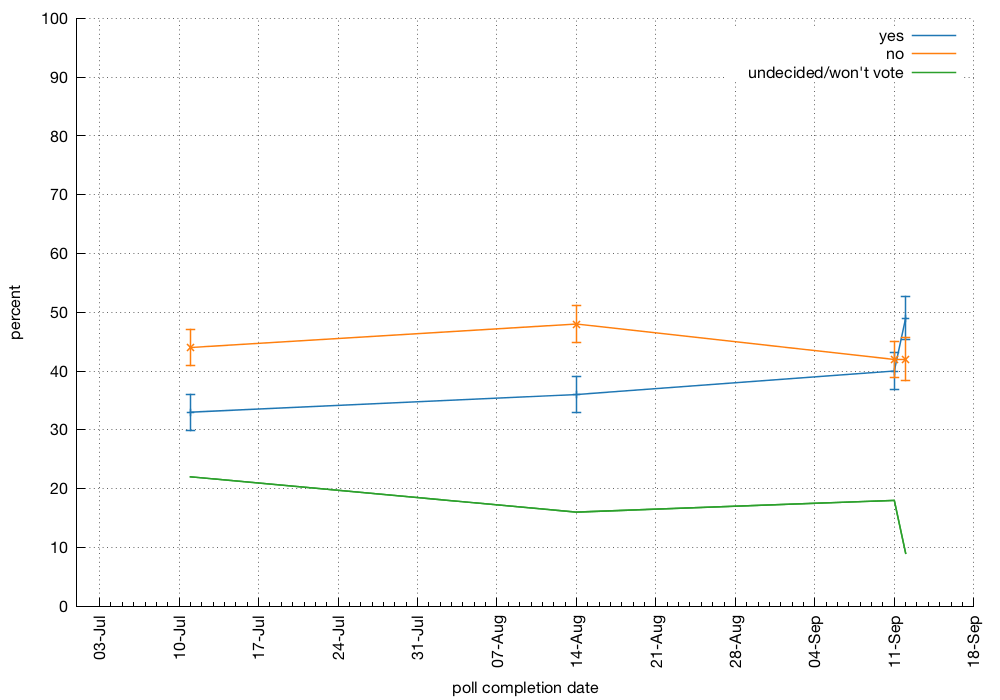 100
90
80
70
60
50
40
30
20
10
0
percent
yes
no
undecided/won't vote
03-Jul
10-Jul
17-Jul
24-Jul
31-Jul
07-Aug
14-Aug
21-Aug
28-Aug
04-Sep
11-Sep
18-Sep
poll completion date